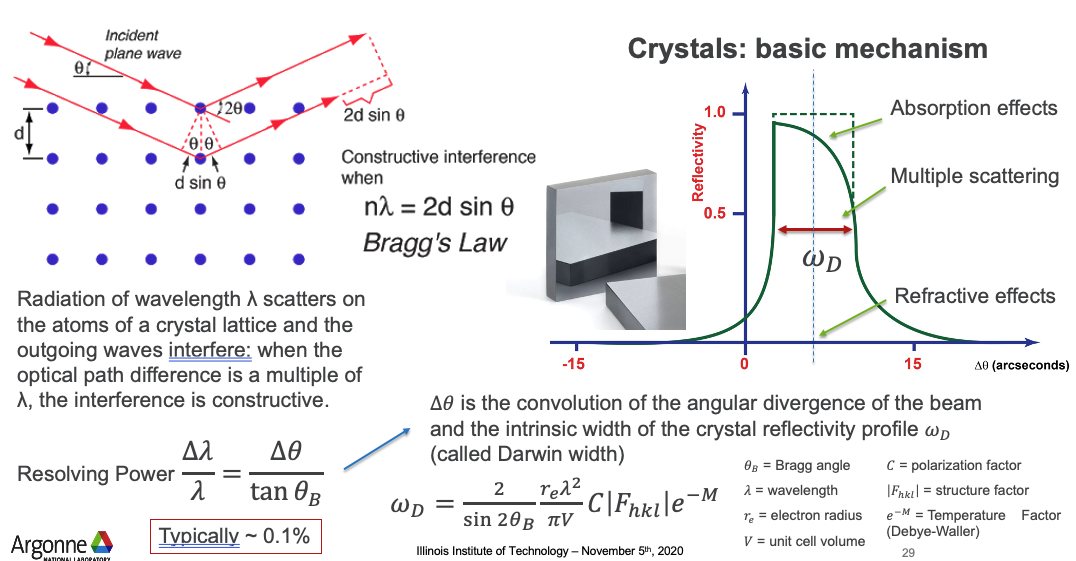 Crystals: basic mechanism
Incident
plane wave
θ
2θ
2d sin θ
d
θ θ
d sin θ
Constructive interference
when
nλ = 2d sin θ
Bragg's Law
Reflectivity
1.0
0.5
-15
0
15
Δθ (arcseconds)
Absorption effects
Multiple scattering
ω_D
Refractive effects
Radiation of wavelength λ scatters on
the atoms of a crystal lattice and the
outgoing waves interfere: when the
optical path difference is a multiple of
λ, the interference is constructive.
Resolving Power Δλ/λ = Δθ/tan θ_B
Typically ~ 0.1%
Δθ is the convolution of the angular divergence of the beam
and the intrinsic width of the crystal reflectivity profile ω_D
(called Darwin width)
ω_D = 2/sin 2θ_B r_eλ²/πV C|F_hkl|e^−M
θ_B = Bragg angle
λ = wavelength
r_e = electron radius
V = unit cell volume
C = polarization factor
|F_hkl| = structure factor
e^−M = Temperature Factor
(Debye-Waller)
Argonne
NATIONAL LABORATORY
Illinois Institute of Technology – November 5th, 2020
29